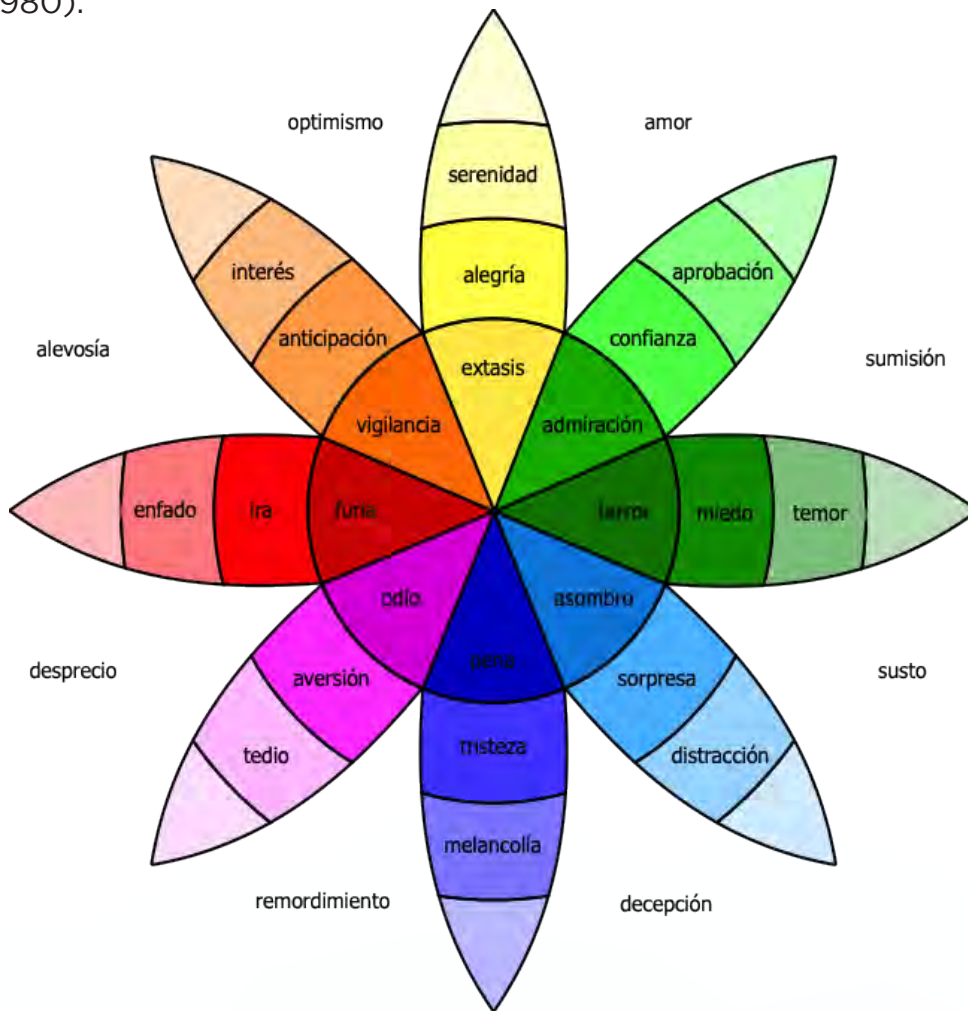 980).
optimismo
amor
serenidad
interés
aprobación
alegría
anticipación
confianza
alevosía
sumisión
extasis
vigilancia
admiración
enfado
ira
furia
terror
miedo
temor
odio
asombro
desprecio
aversión
pena
sorpresa
susto
tedio
tristeza
distracción
melancolía
remordimiento
decepción